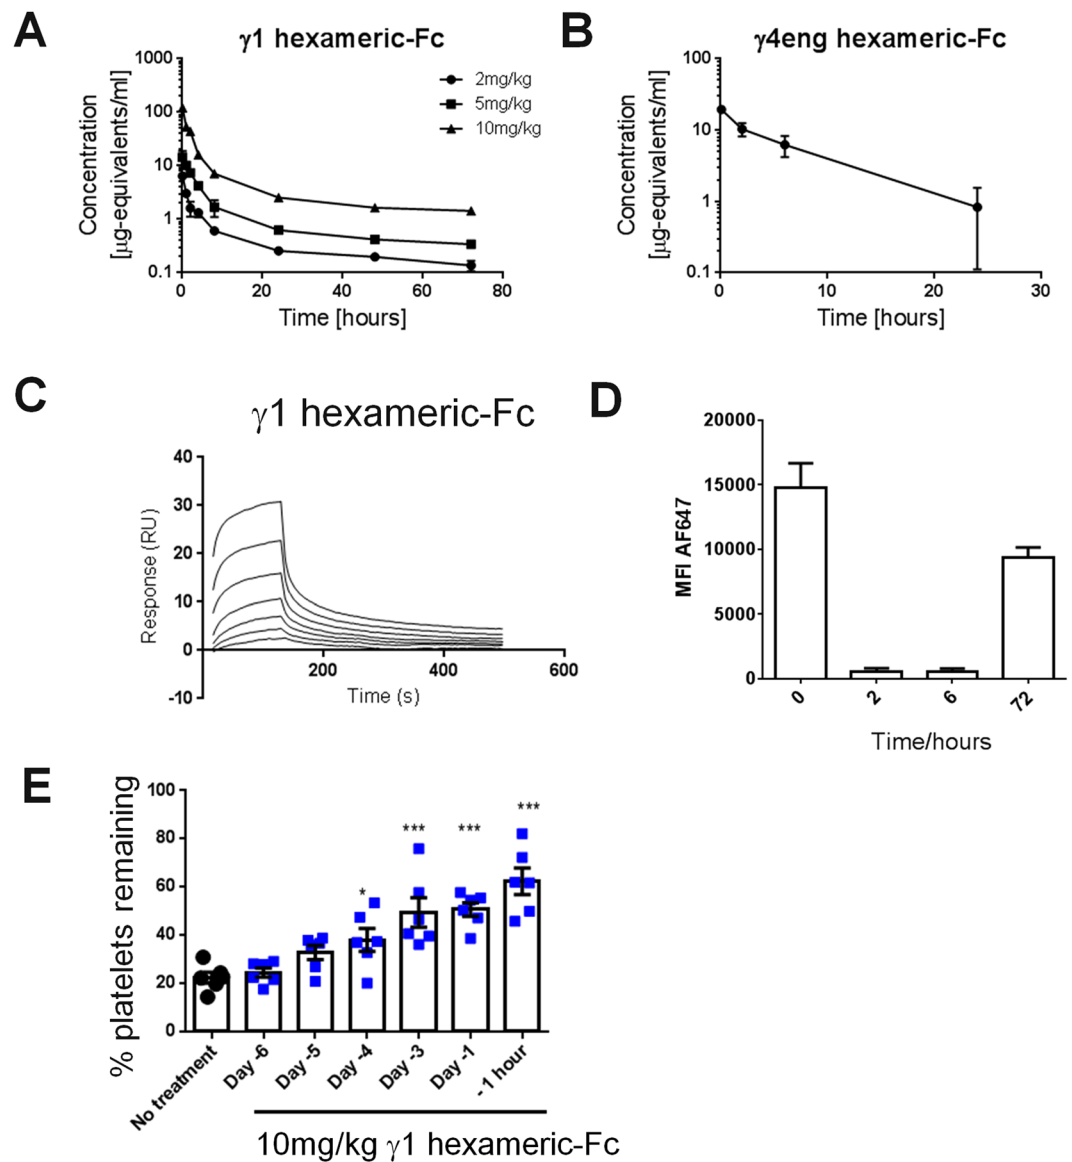 A
γ1 hexameric-Fc
Concentration
[μg-equivalents/ml]
1000
100
10
1
0.1
0
20
40
60
80
Time [hours]
2mg/kg
5mg/kg
10mg/kg
B
γ4eng hexameric-Fc
Concentration
[μg-equivalents/ml]
100
10
1
0.1
0
10
20
30
Time [hours]
C
γ1 hexameric-Fc
Response (RU)
40
30
20
10
0
-10
200
400
600
Time (s)
D
MFI AF647
20000
15000
10000
5000
0
0
2
6
72
Time/hours
E
% platelets remaining
100
80
60
40
20
0
*
***
***
***
No treatment
Day -6
Day -5
Day -4
Day -3
Day -1
- 1 hour
10mg/kg γ1 hexameric-Fc